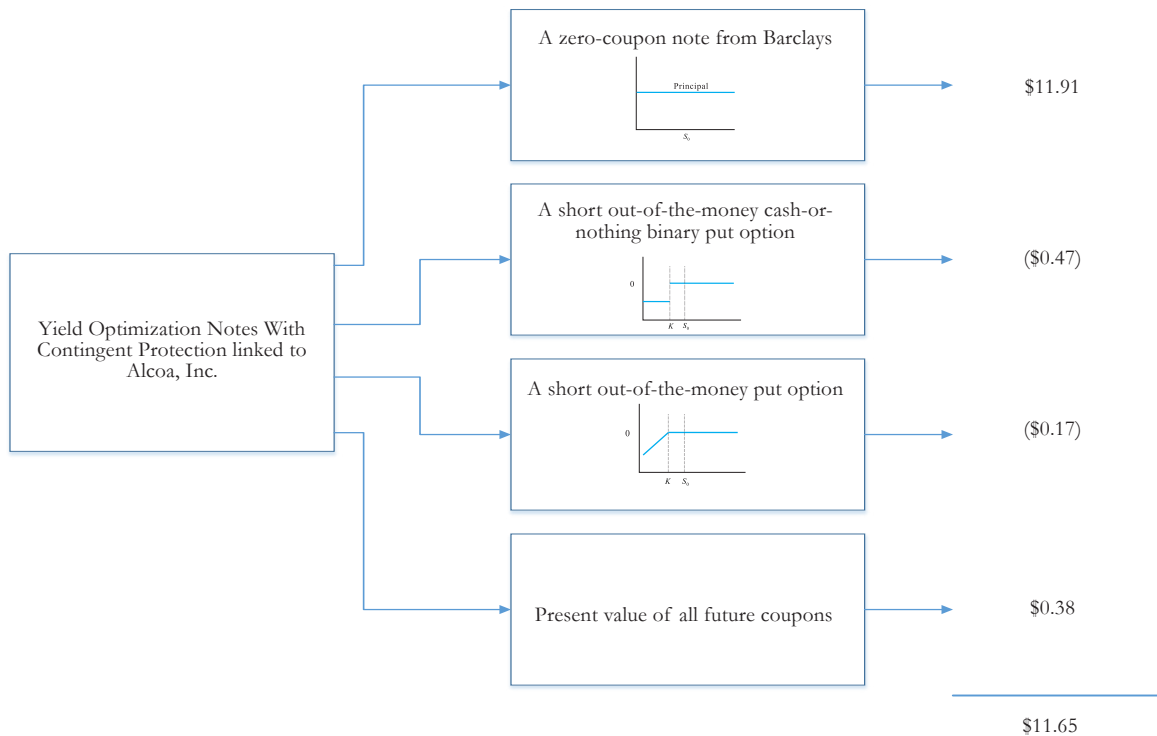 Yield Optimization Notes With
Contingent Protection linked to
Alcoa, Inc.
A zero-coupon note from Barclays
Principal
S₀
$11.91
A short out-of-the-money cash-or-
nothing binary put option
0
K S₀
($0.47)
A short out-of-the-money put option
0
K S₀
($0.17)
Present value of all future coupons
$0.38
$11.65